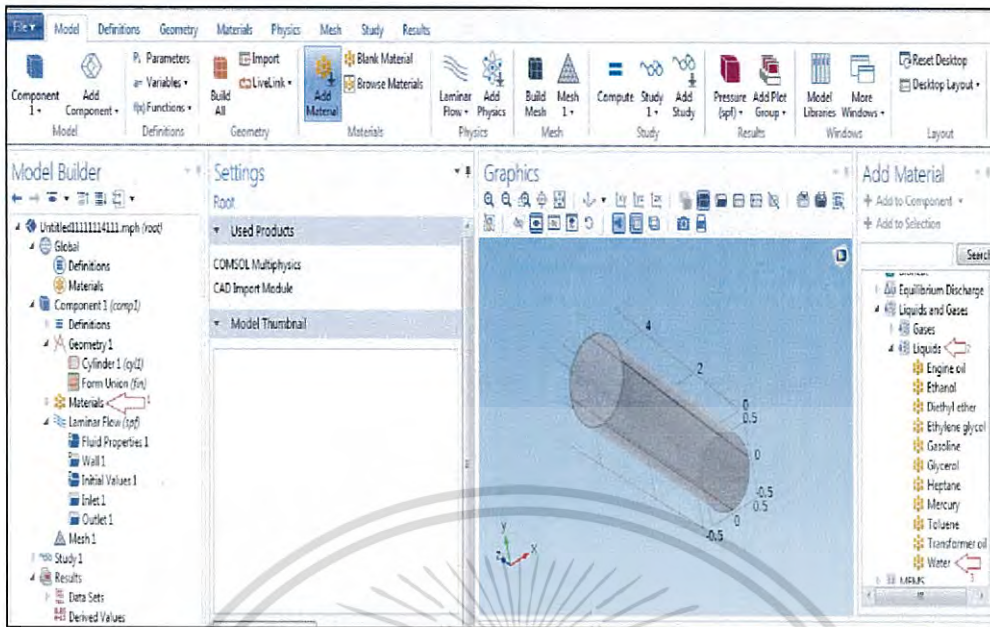 File Model Definitions Geometry Materials Physics Mesh Study Results
Component 1
Add Component
Model
Pi Parameters
a= Variables
f(x) Functions
Definitions
Build All
Import
LiveLink
Geometry
Add Material
Blank Material
Browse Materials
Materials
Laminar Flow
Add Physics
Physics
Build Mesh
Mesh 1
Mesh
Compute
Study 1
Add Study
Study
Pressure (spf)
Add Plot Group
Results
Model Libraries
More Windows
Windows
Reset Desktop
Desktop Layout
Layout
Model Builder
Untitled11111114111.mph (root)
Global
Definitions
Materials
Component 1 (comp1)
Definitions
Geometry 1
Cylinder 1 (cyl1)
Form Union (fin)
Materials 1
Laminar Flow (spf)
Fluid Properties 1
Wall 1
Initial Values 1
Inlet 1
Outlet 1
Mesh 1
Study 1
Results
Data Sets
Derived Values
Settings
Root
Used Products
COMSOL Multiphysics
CAD Import Module
Model Thumbnail
Graphics
4
2
0
0.5
0
-0.5
0.5
0
-0.5
y
z x
Add Material
+ Add to Component
+ Add to Selection
Search
Equilibrium Discharge
Liquids and Gases
Gases
Liquids 2
Engine oil
Ethanol
Diethyl ether
Ethylene glycol
Gasoline
Glycerol
Heptane
Mercury
Toluene
Transformer oil
Water 3
MEMS